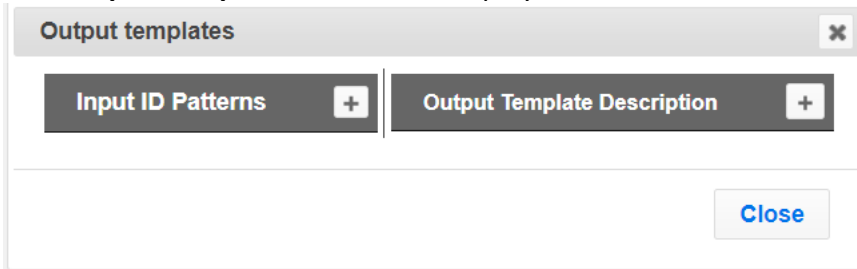 Output templates
Input ID Patterns + Output Template Description +
Close